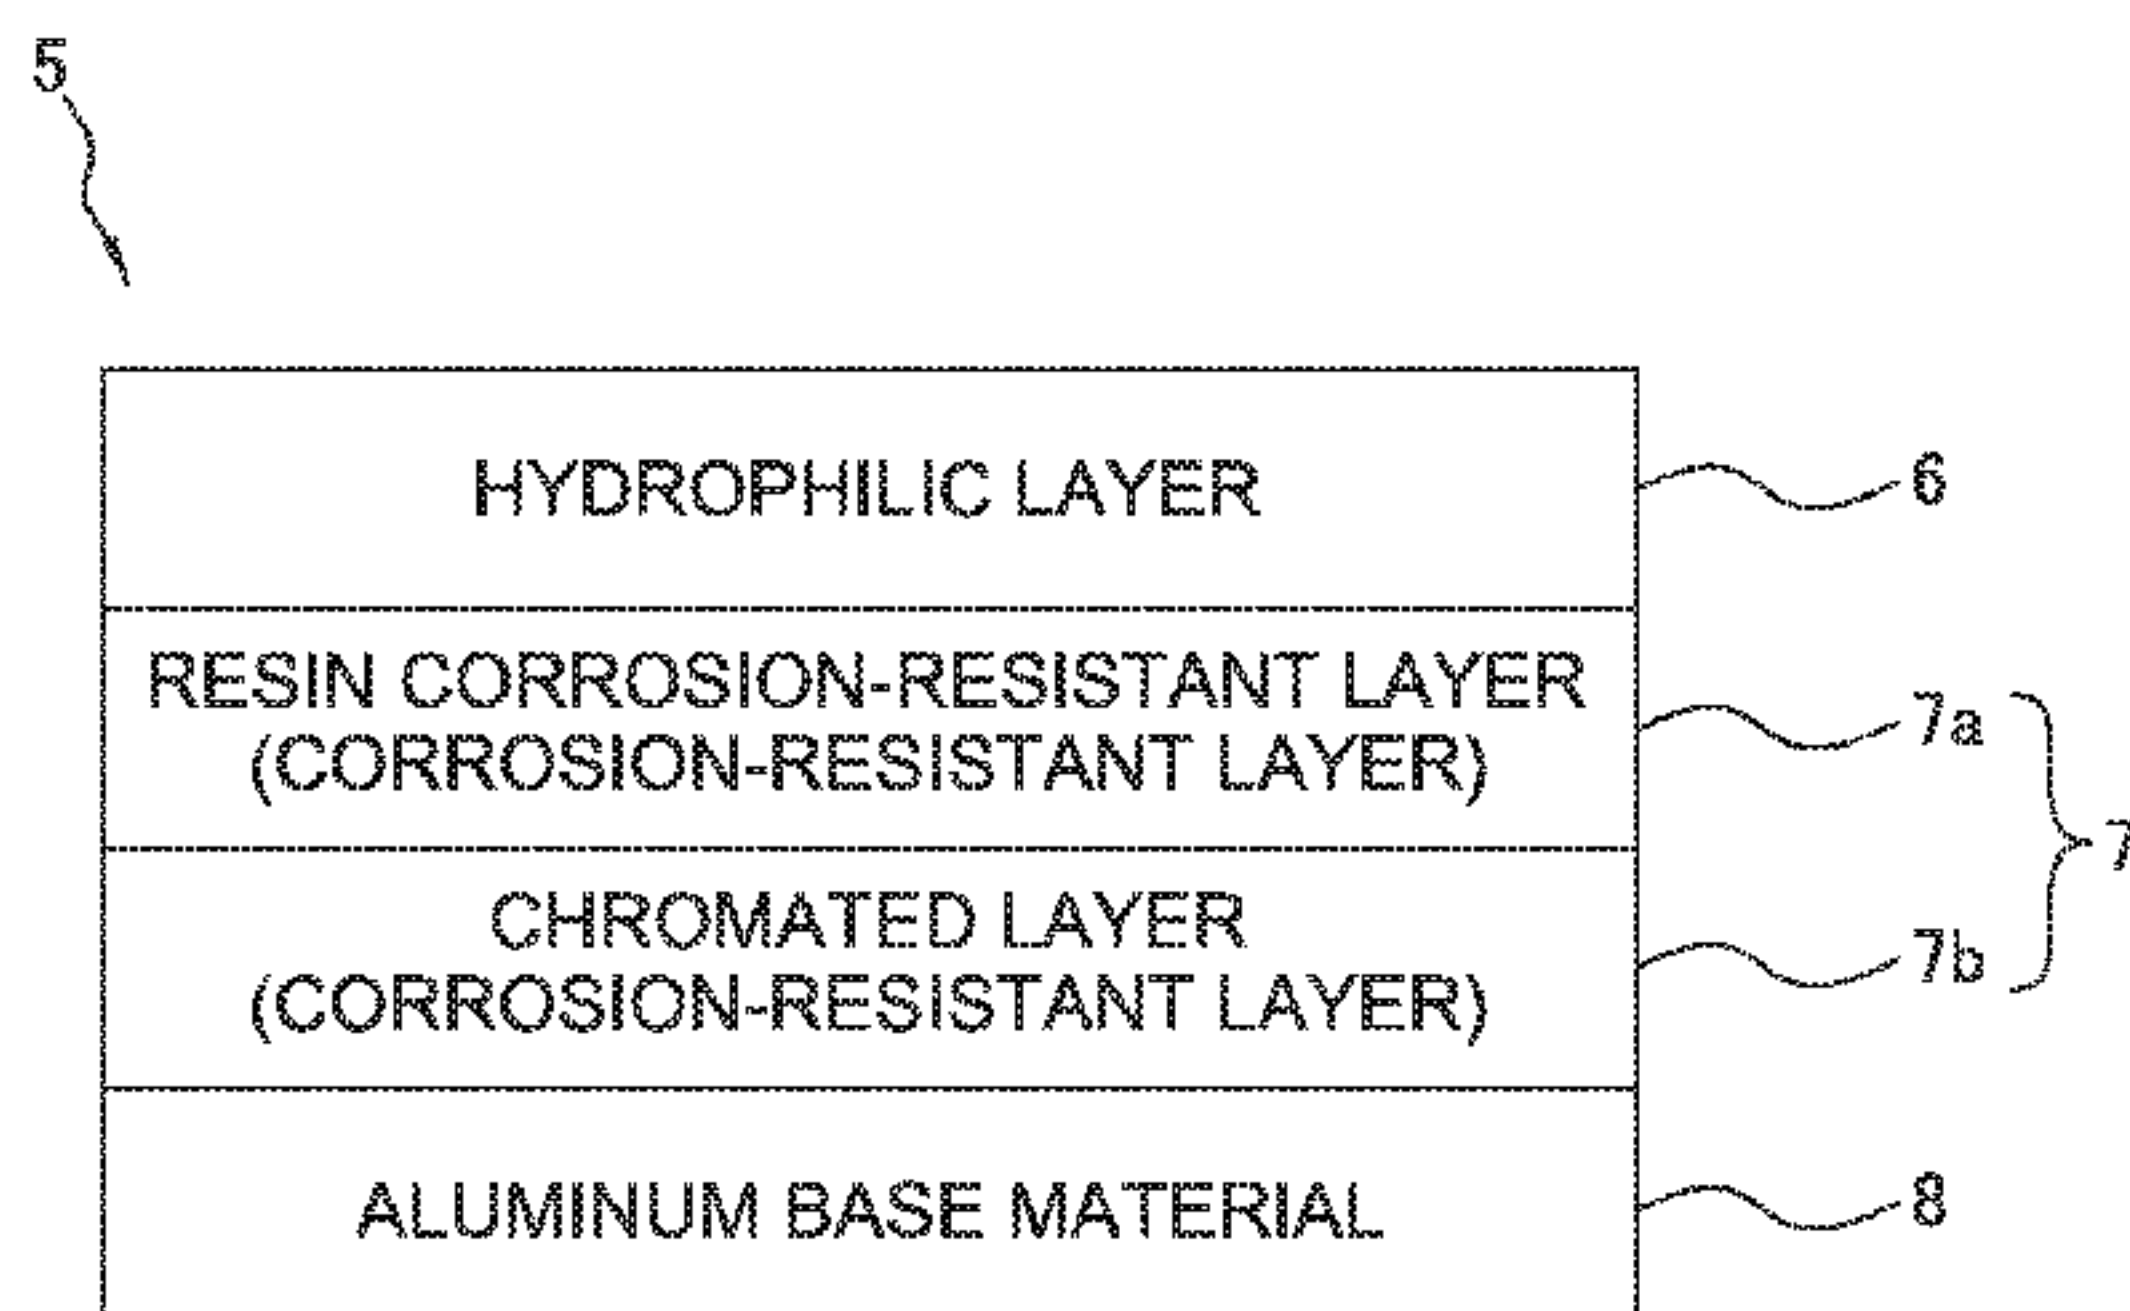 5
HYDROPHILIC LAYER
6
RESIN CORROSION-RESISTANT LAYER
(CORROSION-RESISTANT LAYER)
7a
7
CHROMATED LAYER
(CORROSION-RESISTANT LAYER)
7b
ALUMINUM BASE MATERIAL
8